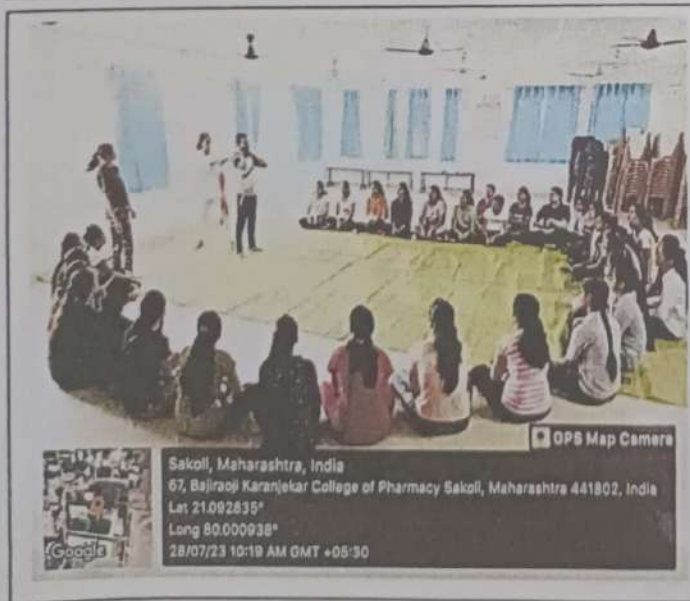 GPS Map Camera
Sakoli, Maharashtra, India
67, Bajiraoji Karanjekar College of Pharmacy Sakoli, Maharashtra 441802, India
Lat 21.092835°
Long 80.000938°
28/07/23 10:19 AM GMT +05:30
Google